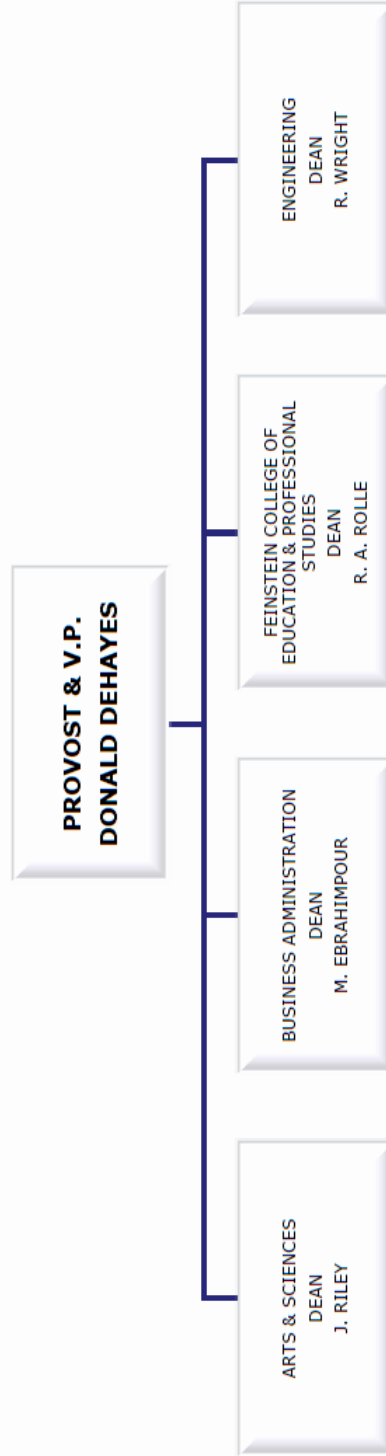 PROVOST & V.P.
DONALD DEHAYES
ARTS & SCIENCES
DEAN
J. RILEY
BUSINESS ADMINISTRATION
DEAN
M. EBRAHIMPOUR
FEINSTEIN COLLEGE OF
EDUCATION & PROFESSIONAL
STUDIES
DEAN
R. A. ROLLE
ENGINEERING
DEAN
R. WRIGHT